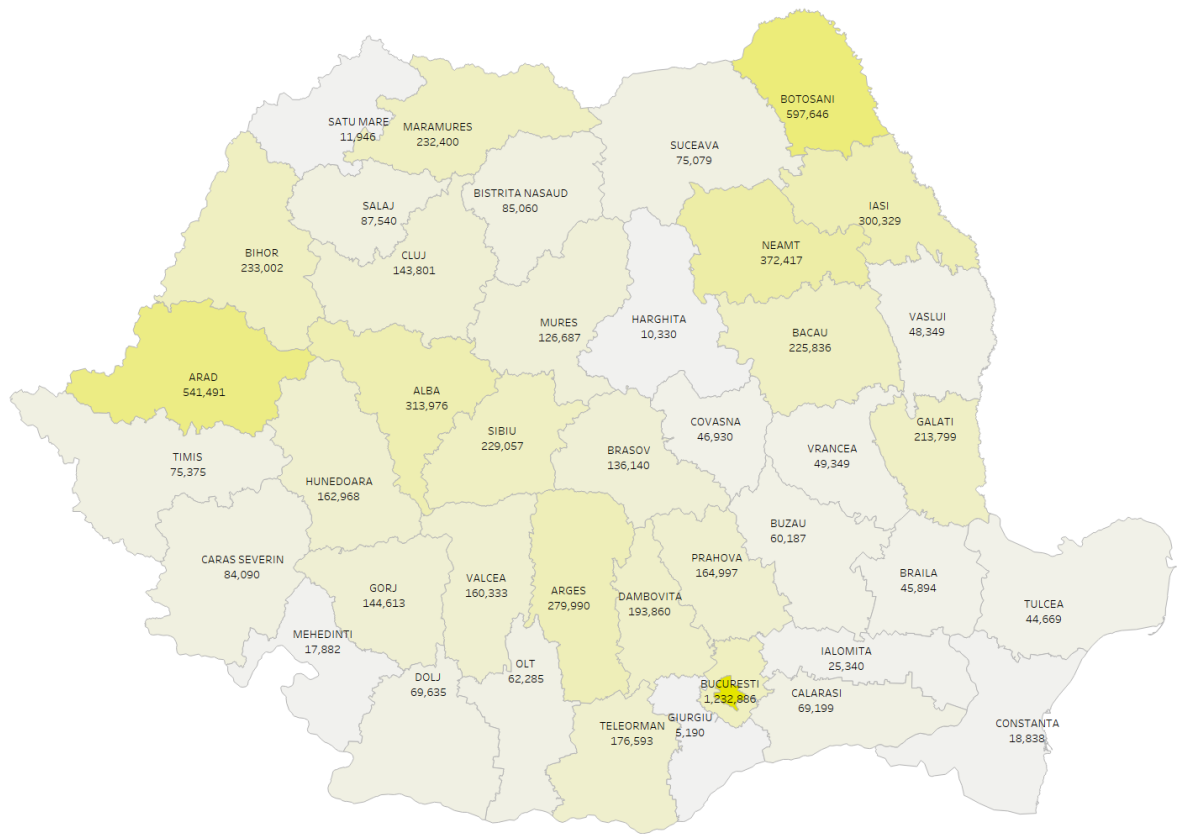 BOTOSANI
597,646
SATU MARE
11,946
MARAMURES
232,400
SUCEAVA
75,079
BISTRITA NASAUD
85,060
SALAJ
87,540
IASI
300,329
BIHOR
233,002
CLUJ
143,801
NEAMT
372,417
MURES
126,687
HARGHITA
10,330
BACAU
225,836
VASLUI
48,349
ARAD
541,491
ALBA
313,976
SIBIU
229,057
COVASNA
46,930
GALATI
213,799
TIMIS
75,375
HUNEDOARA
162,968
BRASOV
136,140
VRANCEA
49,349
BUZAU
60,187
CARAS SEVERIN
84,090
GORJ
144,613
VALCEA
160,333
ARGES
279,990
DAMBOVITA
193,860
PRAHOVA
164,997
BRAILA
45,894
TULCEA
44,669
MEHEDINTI
17,882
DOLJ
69,635
OLT
62,285
BUCURESTI
1,232,886
IALOMITA
25,340
CALARASI
69,199
TELEORMAN
176,593
GIURGIU
5,190
CONSTANTA
18,838